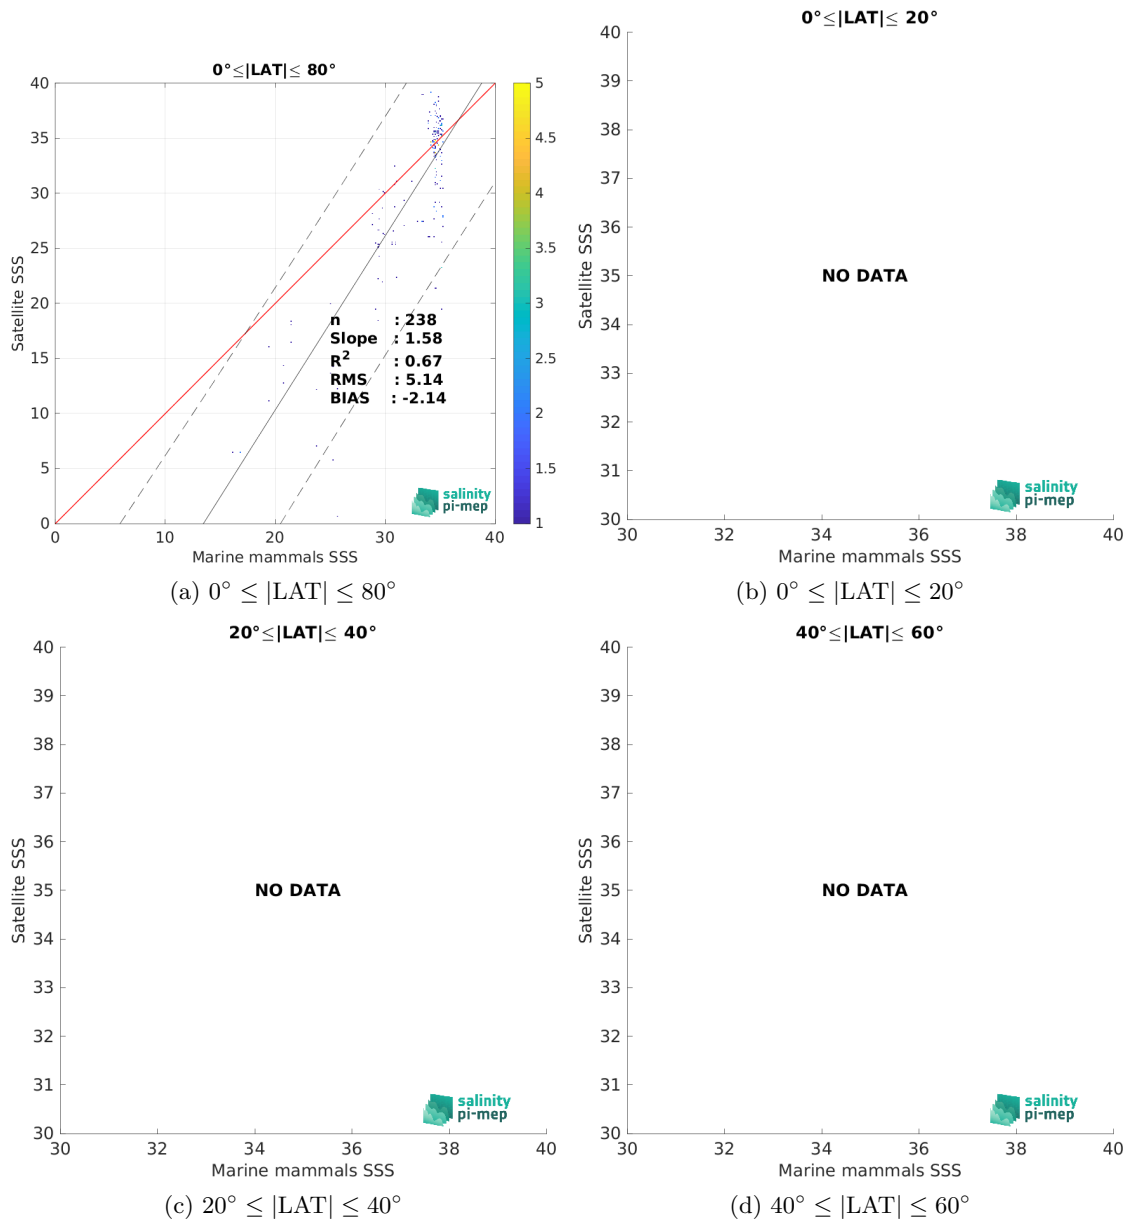 0°≤|LAT|≤ 80°
40
35
30
25
20
15
10
5
0
0
10
20
30
40
Satellite SSS
Marine mammals SSS
5
4.5
4
3.5
3
2.5
2
1.5
1
n : 238
Slope : 1.58
R² : 0.67
RMS : 5.14
BIAS : -2.14
salinity
pi-mep
(a) 0° ≤ |LAT| ≤ 80°
0°≤|LAT|≤ 20°
40
39
38
37
36
35
34
33
32
31
30
30
32
34
36
38
40
Satellite SSS
Marine mammals SSS
NO DATA
salinity
pi-mep
(b) 0° ≤ |LAT| ≤ 20°
20°≤|LAT|≤ 40°
40
39
38
37
36
35
34
33
32
31
30
30
32
34
36
38
40
Satellite SSS
Marine mammals SSS
NO DATA
salinity
pi-mep
(c) 20° ≤ |LAT| ≤ 40°
40°≤|LAT|≤ 60°
40
39
38
37
36
35
34
33
32
31
30
30
32
34
36
38
40
Satellite SSS
Marine mammals SSS
NO DATA
salinity
pi-mep
(d) 40° ≤ |LAT| ≤ 60°